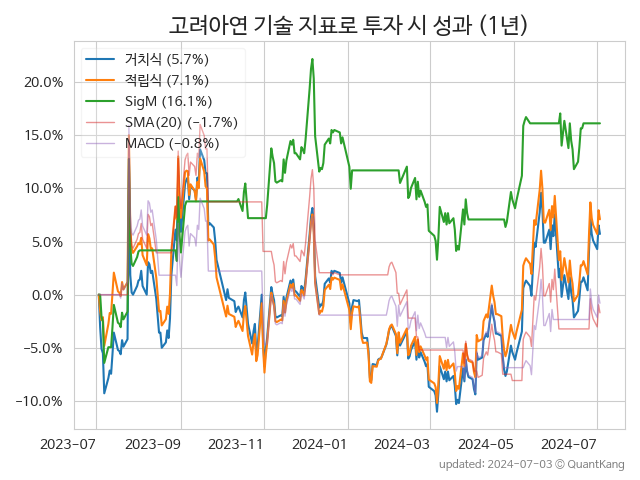 고려아연 기술 지표로 투자 시 성과 (1년)
거치식 (5.7%)
적립식 (7.1%)
SigM (16.1%)
SMA(20) (−1.7%)
MACD (−0.8%)
20.0%
15.0%
10.0%
5.0%
0.0%
−5.0%
−10.0%
2023-07 2023-09 2023-11 2024-01 2024-03 2024-05 2024-07
updated: 2024-07-03 © QuantKang